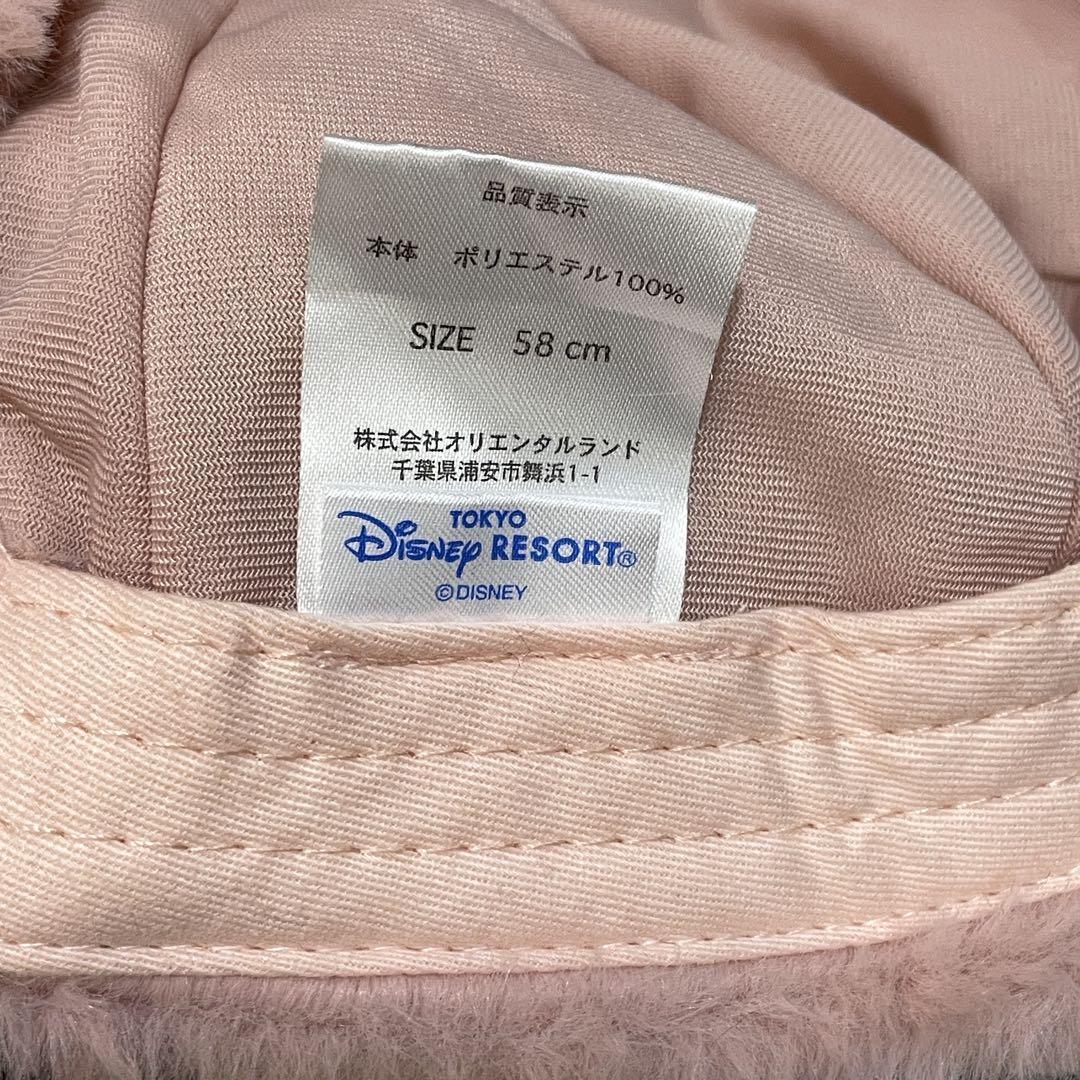 品質表示
本体 ポリエステル100%
SIZE 58 cm
株式会社オリエンタルランド
千葉県浦安市舞浜1-1
TOKYO
DISNEY RESORT®
©DISNEY